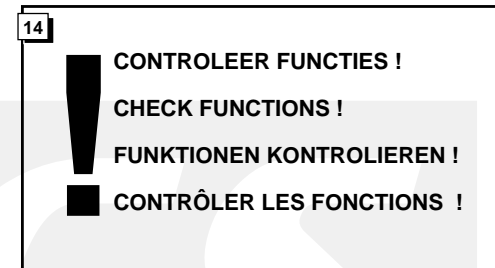 14
CONTROLEER FUNCTIES !
CHECK FUNCTIONS !
FUNKTIONEN KONTROLIEREN !
CONTRÔLER LES FONCTIONS !